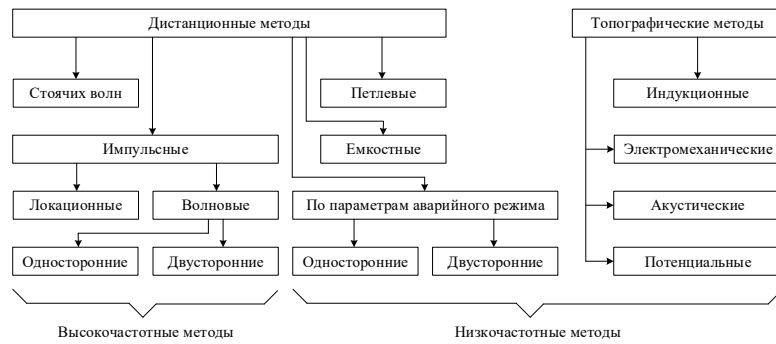 Дистанционные методы
Топографические методы
Стоячих волн
Петлевые
Индукционные
Импульсные
Емкостные
Электромеханические
Локационные
Волновые
По параметрам аварийного режима
Акустические
Односторонние
Двусторонние
Односторонние
Двусторонние
Потенциальные
Высокочастотные методы
Низкочастотные методы